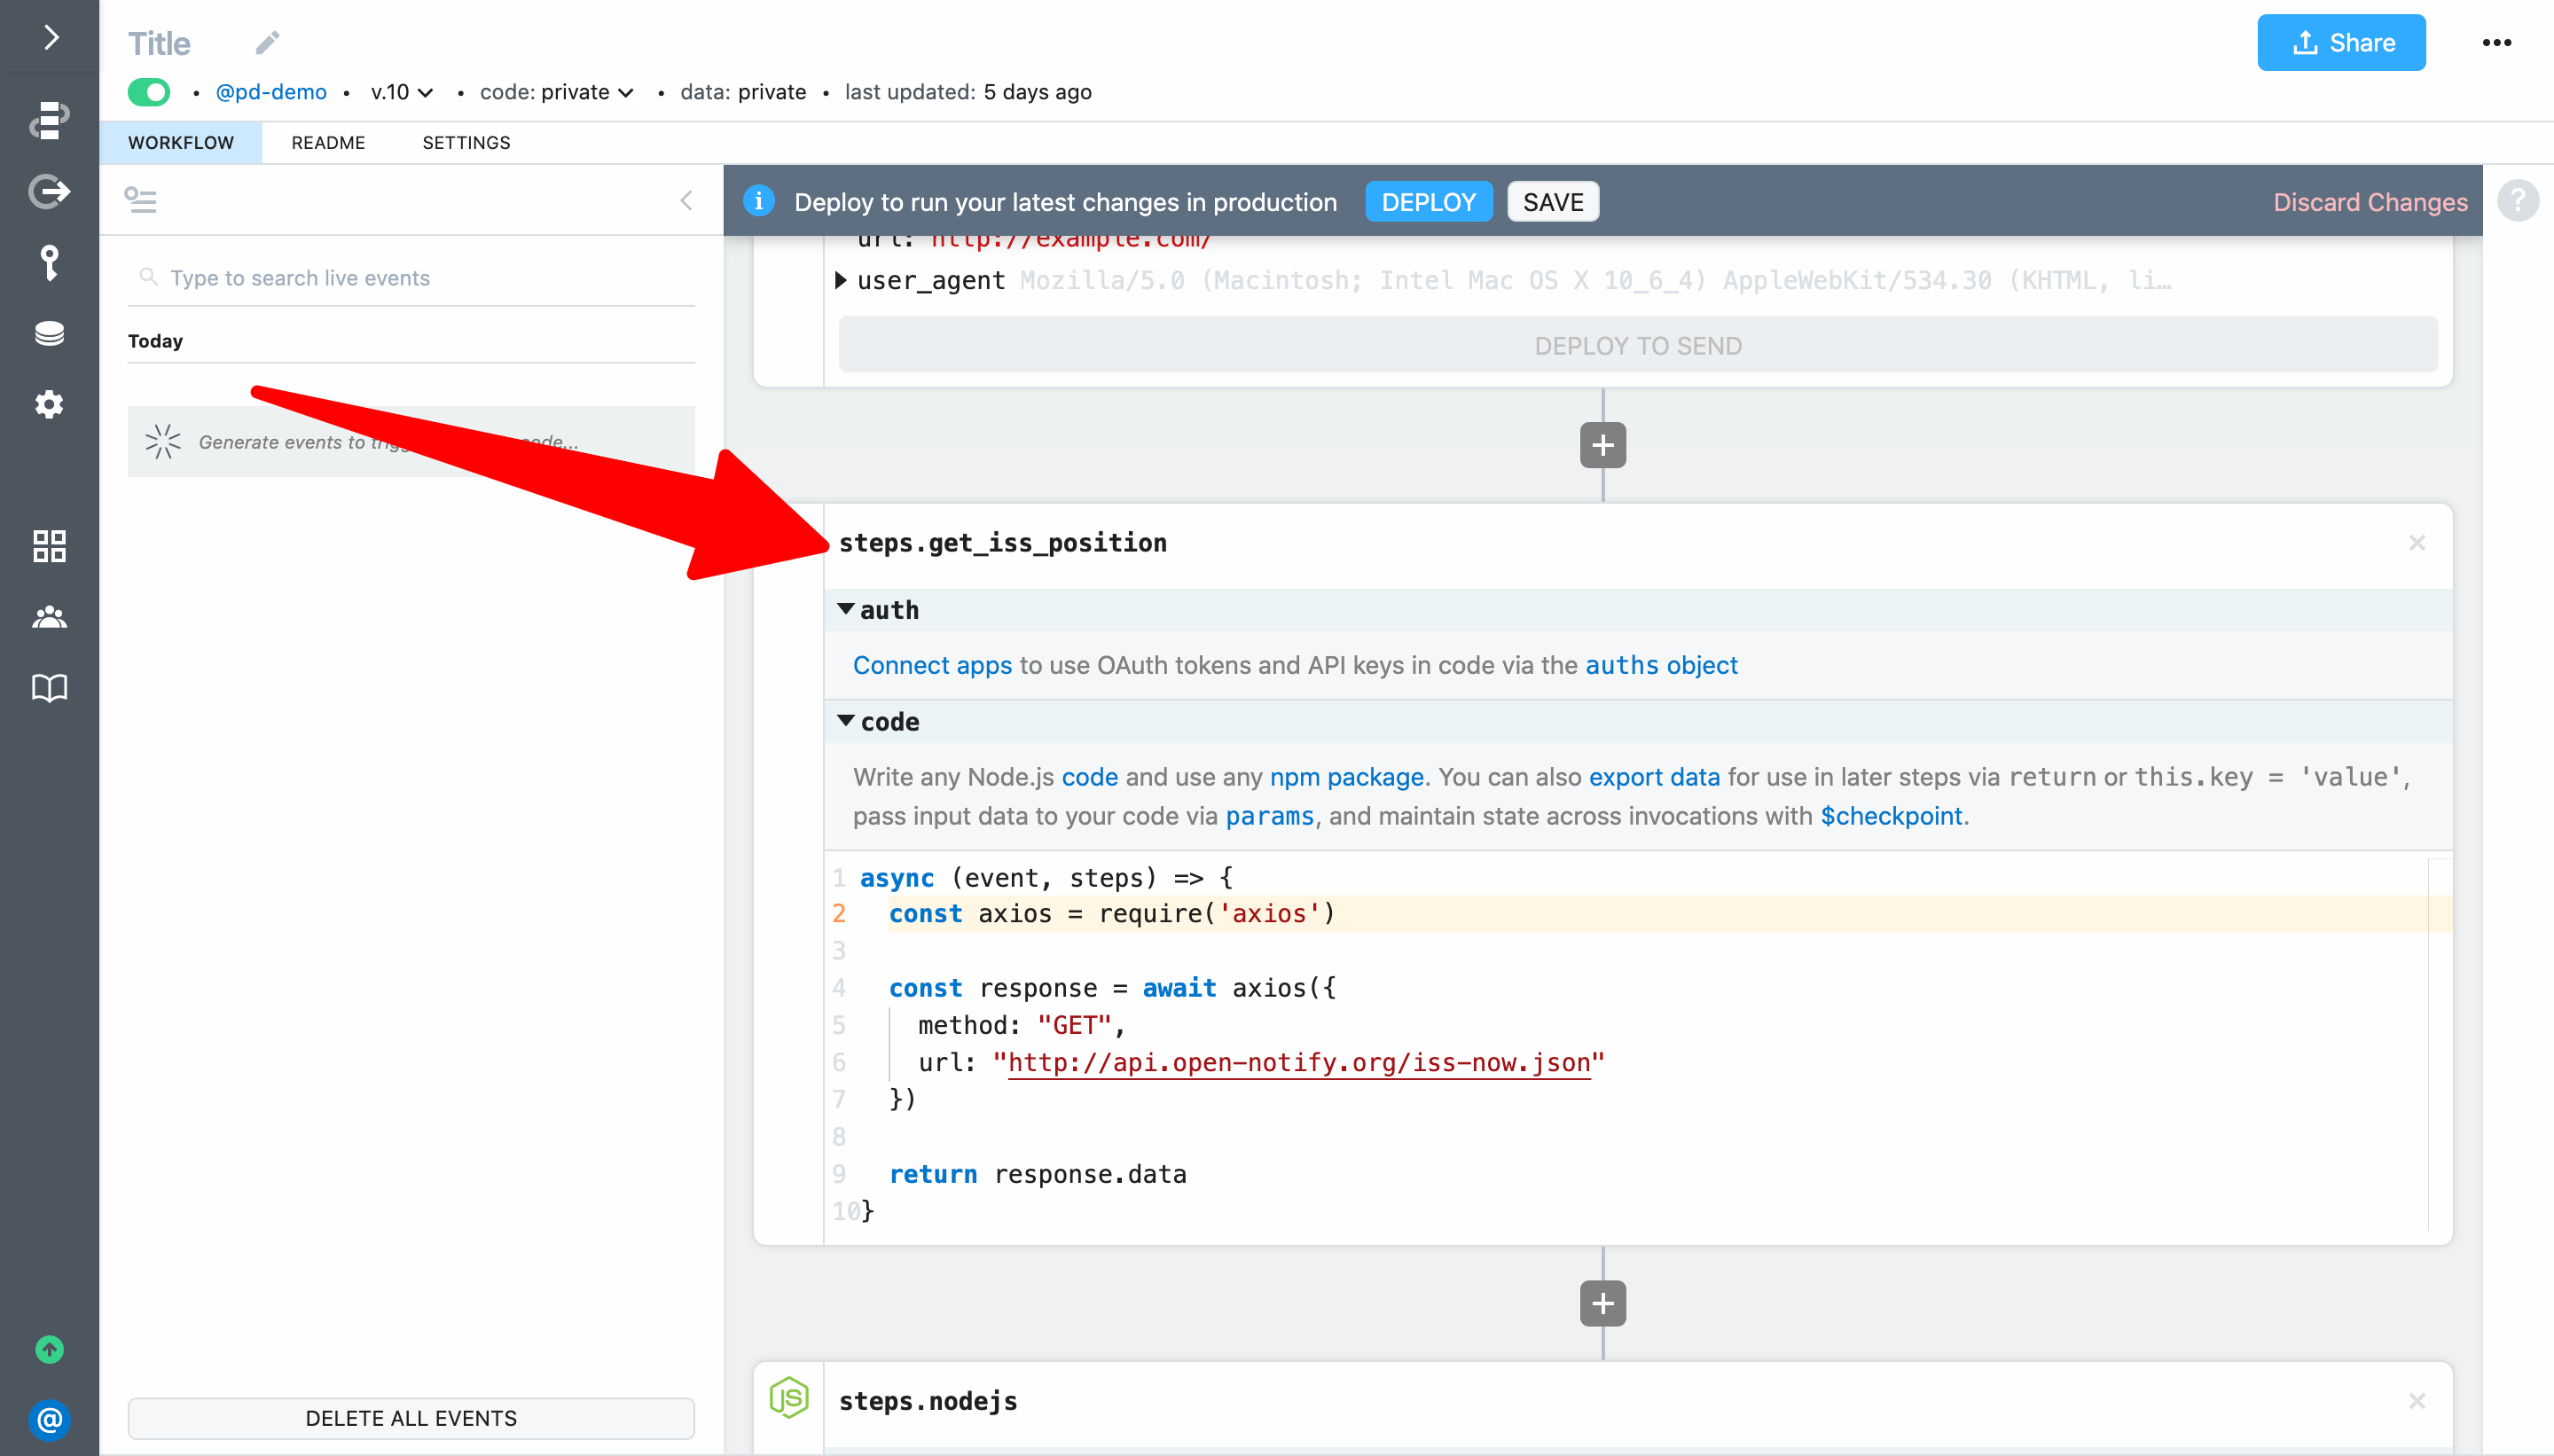 Title
Share
•••
• @pd-demo • v.10 • code: private • data: private • last updated: 5 days ago
WORKFLOW README SETTINGS
i Deploy to run your latest changes in production DEPLOY SAVE Discard Changes ?
Type to search live events
Today
Generate events to code...
DELETE ALL EVENTS
url: http://example.com/
user_agent Mozilla/5.0 (Macintosh; Intel Mac OS X 10_6_4) AppleWebKit/534.30 (KHTML, li…
DEPLOY TO SEND
+
steps.get_iss_position ×
auth
Connect apps to use OAuth tokens and API keys in code via the auths object
code
Write any Node.js code and use any npm package. You can also export data for use in later steps via return or this.key = 'value',
pass input data to your code via params, and maintain state across invocations with $checkpoint.
1 async (event, steps) => {
2 const axios = require('axios')
3
4 const response = await axios({
5 method: "GET",
6 url: "http://api.open-notify.org/iss-now.json"
7 })
8
9 return response.data
10 }
+
JS steps.nodejs ×
@